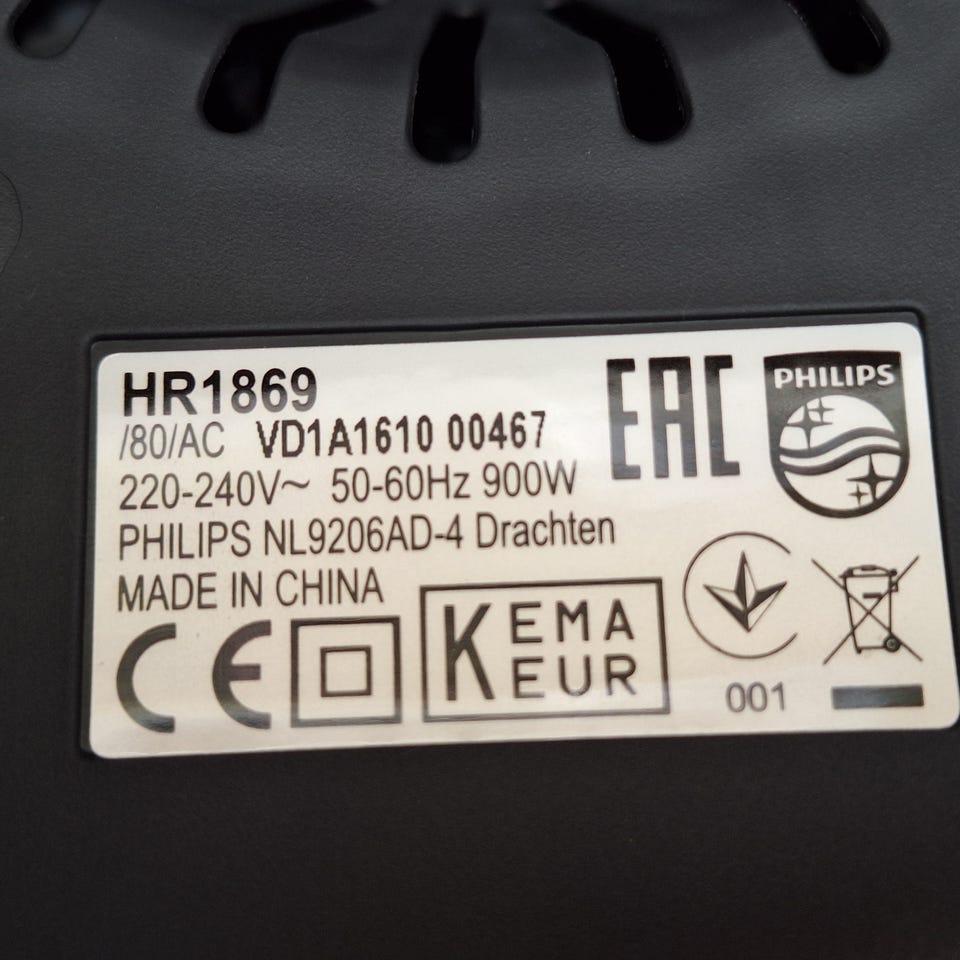 HR1869
/80/AC VD1A1610 00467
220-240V~ 50-60Hz 900W
PHILIPS NL9206AD-4 Drachten
MADE IN CHINA
CE
KEMA
EUR
EAC
PHILIPS
001